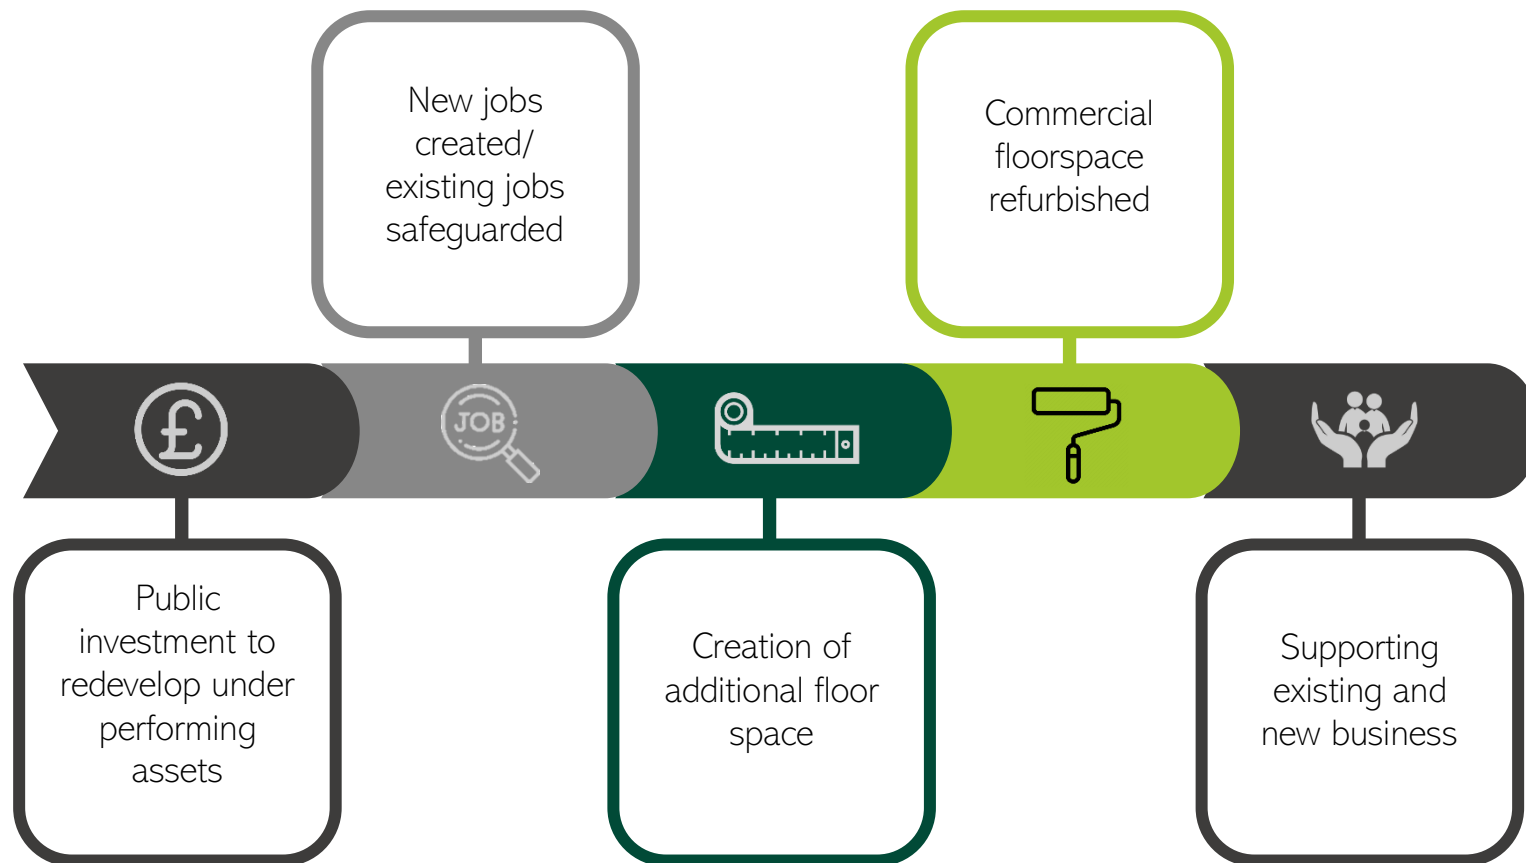 New jobs
created/
existing jobs
safeguarded
Commercial
floorspace
refurbished
£
JOB
Public
investment to
redevelop under
performing
assets
Creation of
additional floor
space
Supporting
existing and
new business